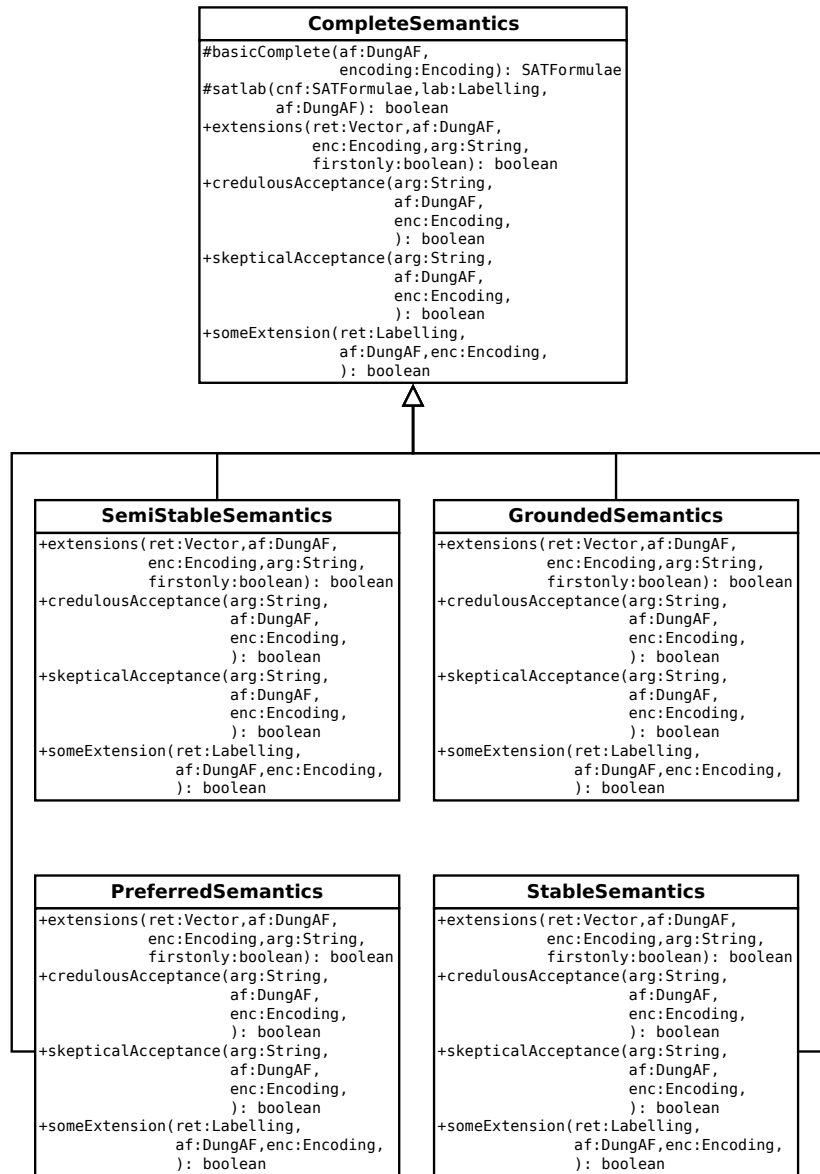 CompleteSemantics
#basicComplete(af:DungAF,
encoding:Encoding): SATFormulae
#satlab(cnf:SATFormulae,lab:Labelling,
af:DungAF): boolean
+extensions(ret:Vector,af:DungAF,
enc:Encoding,arg:String,
firstonly:boolean): boolean
+credulousAcceptance(arg:String,
af:DungAF,
enc:Encoding,
): boolean
+skepticalAcceptance(arg:String,
af:DungAF,
enc:Encoding,
): boolean
+someExtension(ret:Labelling,
af:DungAF,enc:Encoding,
): boolean
SemiStableSemantics
+extensions(ret:Vector,af:DungAF,
enc:Encoding,arg:String,
firstonly:boolean): boolean
+credulousAcceptance(arg:String,
af:DungAF,
enc:Encoding,
): boolean
+skepticalAcceptance(arg:String,
af:DungAF,
enc:Encoding,
): boolean
+someExtension(ret:Labelling,
af:DungAF,enc:Encoding,
): boolean
GroundedSemantics
+extensions(ret:Vector,af:DungAF,
enc:Encoding,arg:String,
firstonly:boolean): boolean
+credulousAcceptance(arg:String,
af:DungAF,
enc:Encoding,
): boolean
+skepticalAcceptance(arg:String,
af:DungAF,
enc:Encoding,
): boolean
+someExtension(ret:Labelling,
af:DungAF,enc:Encoding,
): boolean
PreferredSemantics
+extensions(ret:Vector,af:DungAF,
enc:Encoding,arg:String,
firstonly:boolean): boolean
+credulousAcceptance(arg:String,
af:DungAF,
enc:Encoding,
): boolean
+skepticalAcceptance(arg:String,
af:DungAF,
enc:Encoding,
): boolean
+someExtension(ret:Labelling,
af:DungAF,enc:Encoding,
): boolean
StableSemantics
+extensions(ret:Vector,af:DungAF,
enc:Encoding,arg:String,
firstonly:boolean): boolean
+credulousAcceptance(arg:String,
af:DungAF,
enc:Encoding,
): boolean
+skepticalAcceptance(arg:String,
af:DungAF,
enc:Encoding,
): boolean
+someExtension(ret:Labelling,
af:DungAF,enc:Encoding,
): boolean